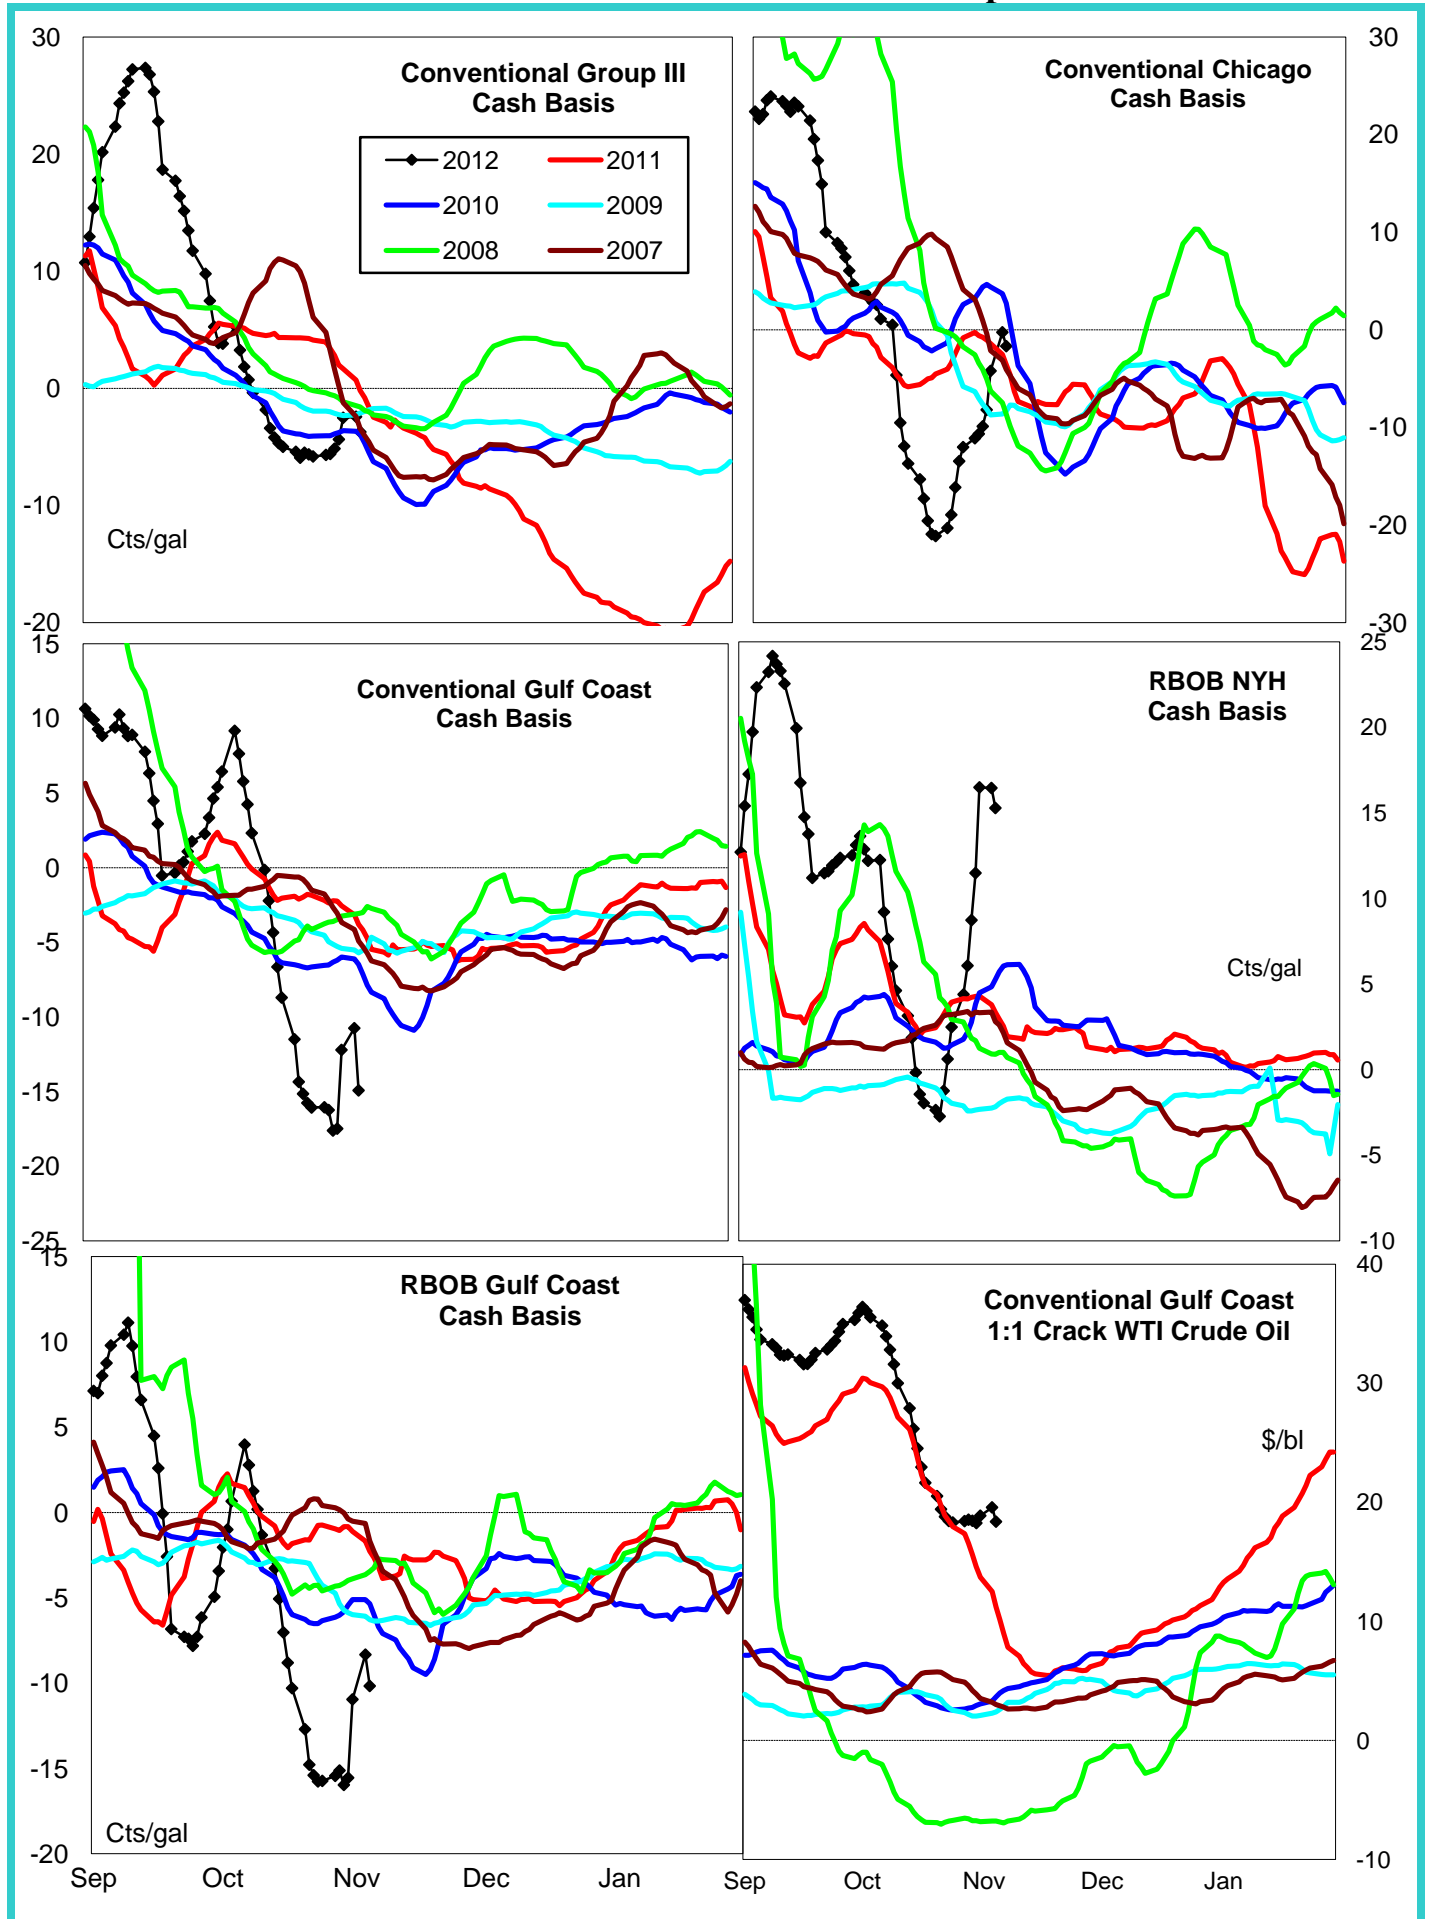 30
20
10
0
-10
-20
Conventional Group III
Cash Basis
2012
2011
2010
2009
2008
2007
Cts/gal
Conventional Chicago
Cash Basis
30
20
10
0
-10
-20
-30
15
10
5
0
-5
-10
-15
-20
-25
Conventional Gulf Coast
Cash Basis
RBOB NYH
Cash Basis
Cts/gal
25
20
15
10
5
0
-5
-10
15
10
5
0
-5
-10
-15
-20
RBOB Gulf Coast
Cash Basis
Cts/gal
Sep Oct Nov Dec Jan
Conventional Gulf Coast
1:1 Crack WTI Crude Oil
$/bl
40
30
20
10
0
-10
Sep Oct Nov Dec Jan